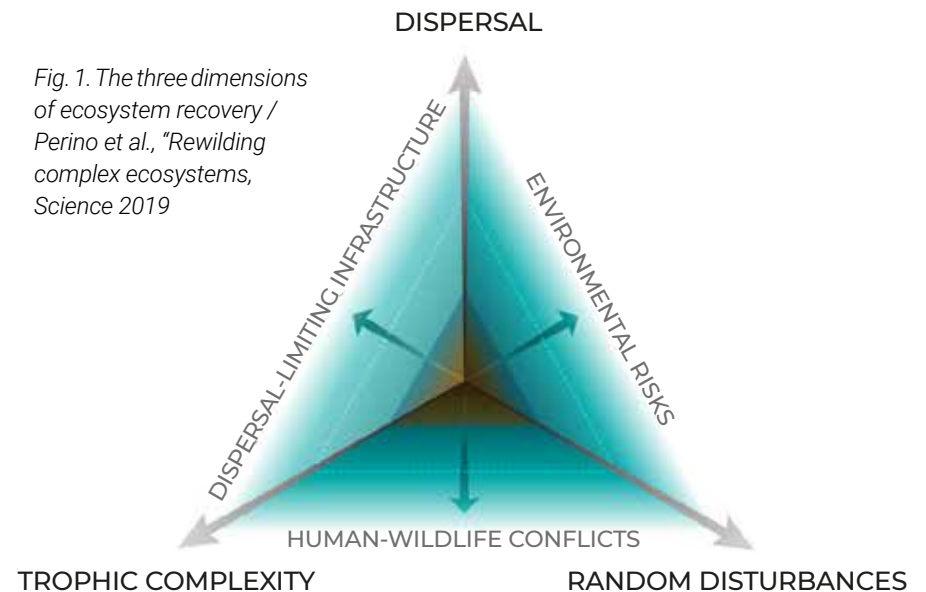 DISPERSAL
Fig. 1. The three dimensions
of ecosystem recovery /
Perino et al., “Rewilding
complex ecosystems,
Science 2019
DISPERSAL-LIMITING INFRASTRUCTURE
ENVIRONMENTAL RISKS
HUMAN-WILDLIFE CONFLICTS
TROPHIC COMPLEXITY
RANDOM DISTURBANCES